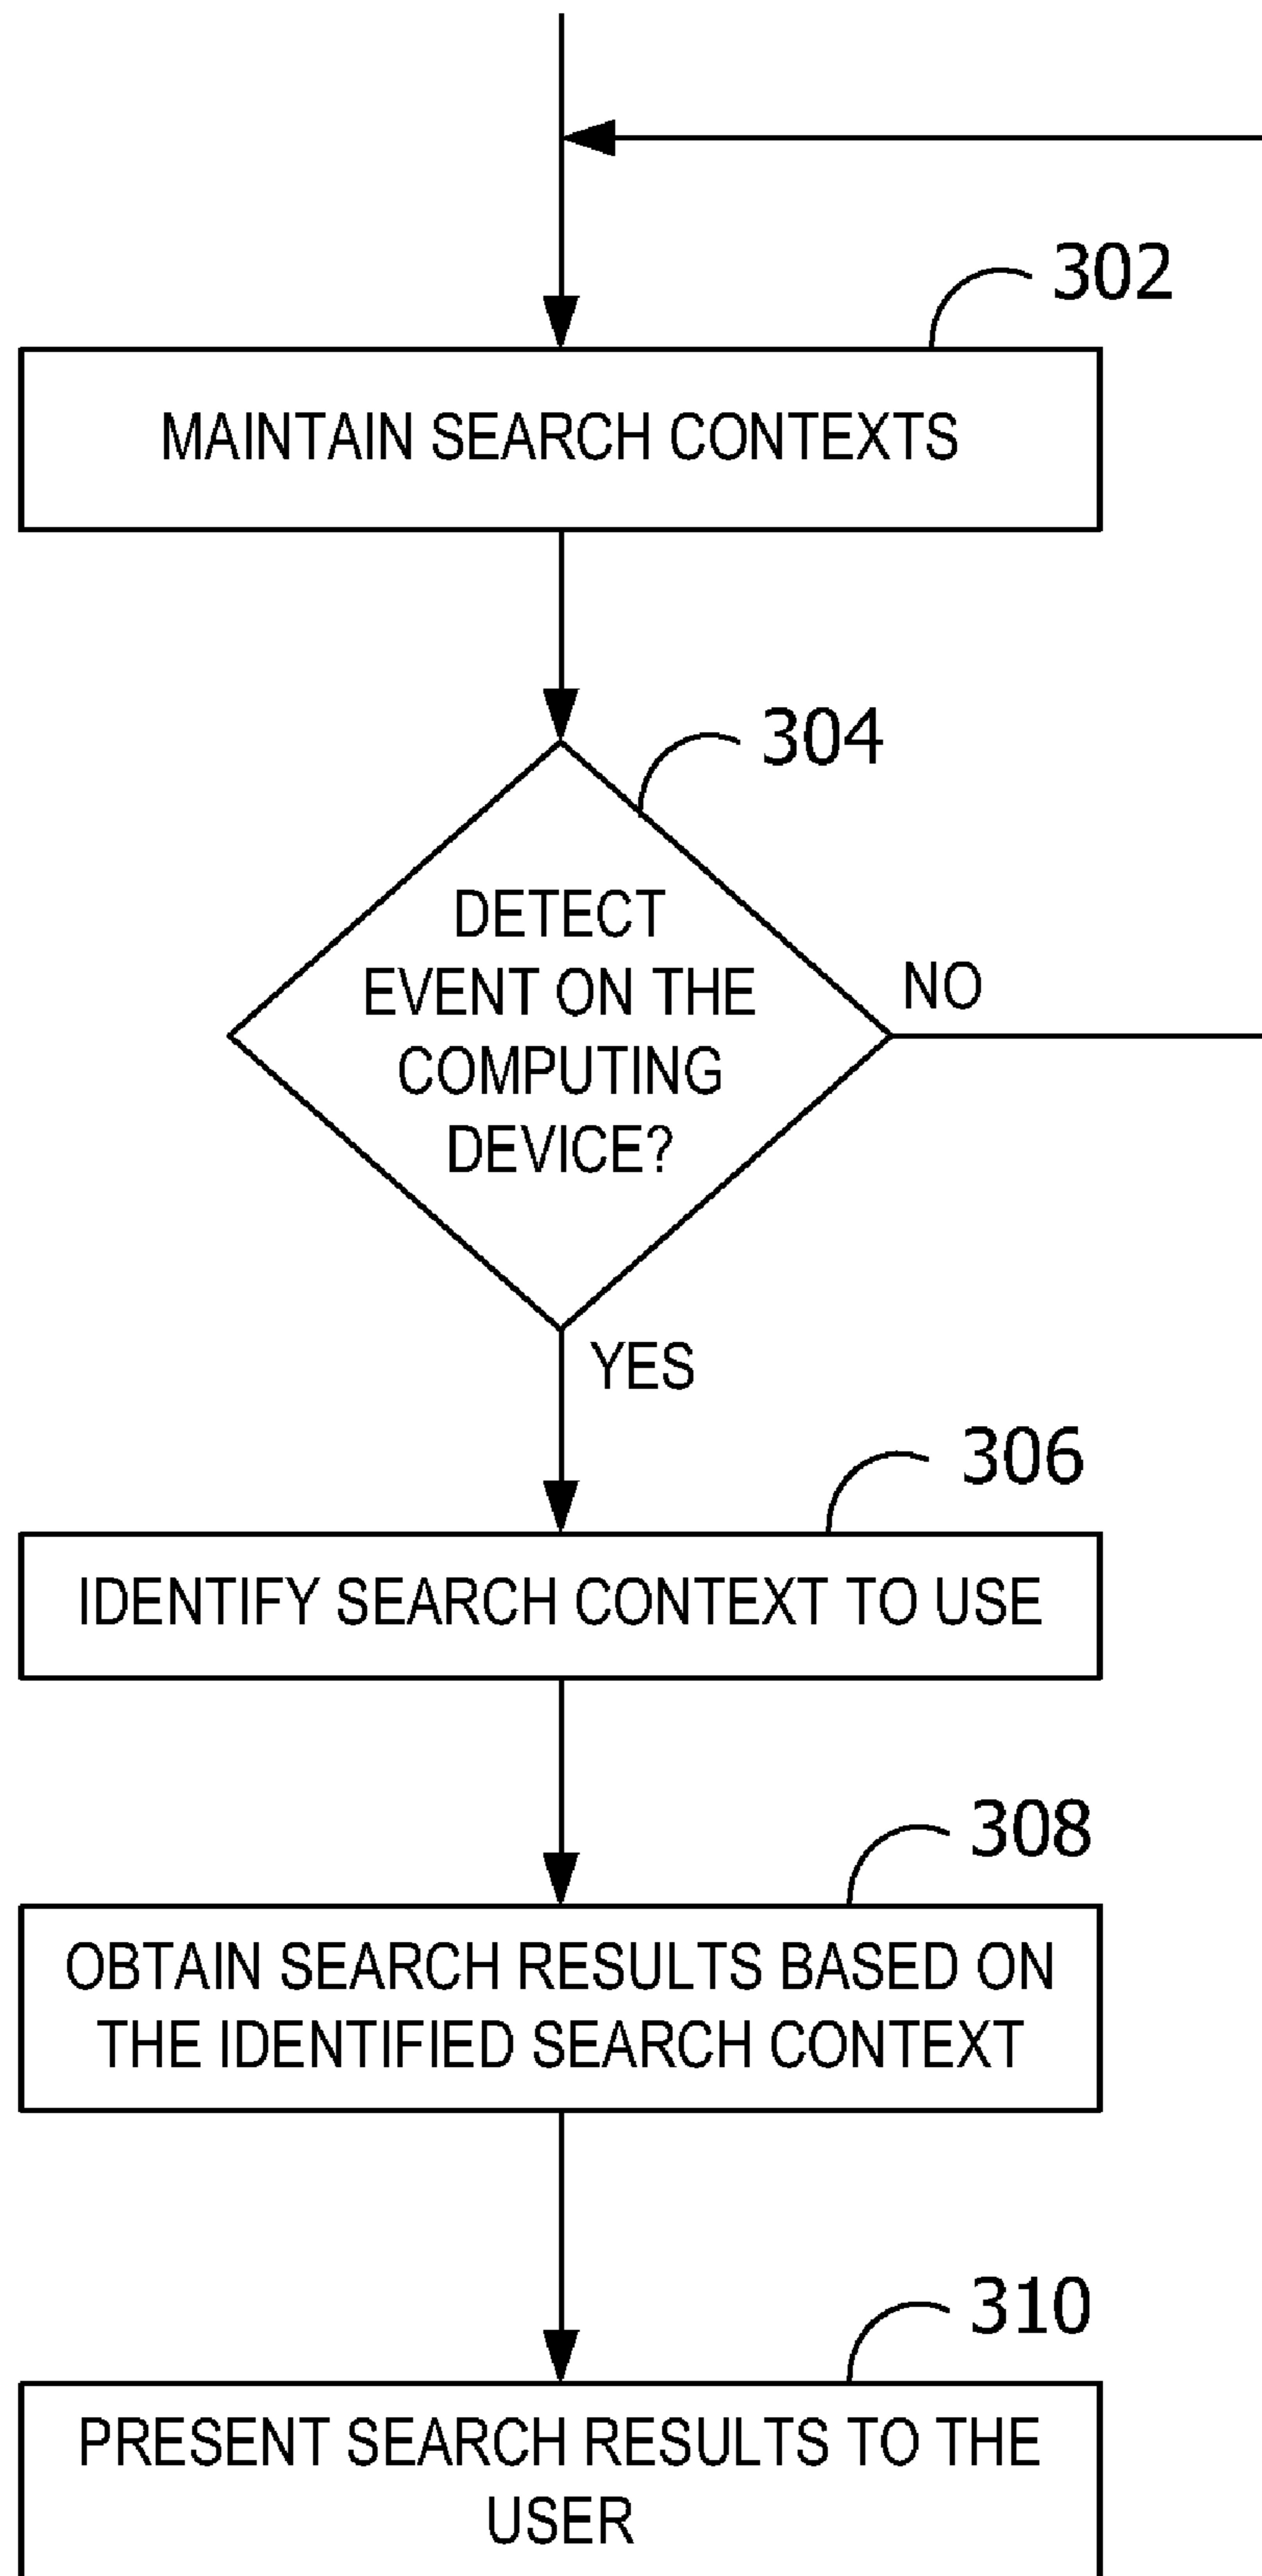 302
MAINTAIN SEARCH CONTEXTS
304
DETECT
EVENT ON THE
COMPUTING
DEVICE?
NO
YES
306
IDENTIFY SEARCH CONTEXT TO USE
308
OBTAIN SEARCH RESULTS BASED ON
THE IDENTIFIED SEARCH CONTEXT
310
PRESENT SEARCH RESULTS TO THE
USER